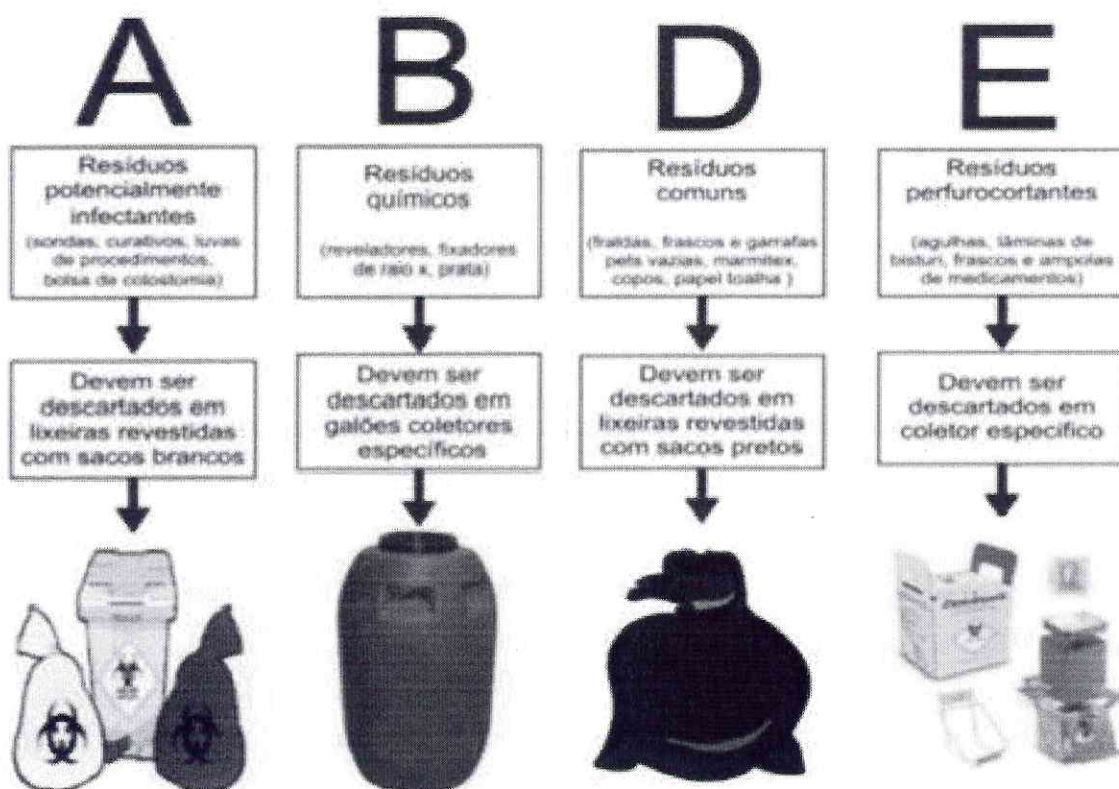 A
Resíduos
potencialmente
infectantes
(sondas, curativos, luvas
de procedimentos,
bolsa de colostomia)
Devem ser
descartados em
lixeiras revestidas
com sacos brancos
B
Resíduos
químicos
(reveladores, fixadores
de raio x, prata)
Devem ser
descartados em
galões coletores
específicos
D
Resíduos
comuns
(fraldas, frascos e garrafas
pets vazias, marmitex,
copos, papel toalha )
Devem ser
descartados em
lixeiras revestidas
com sacos pretos
E
Resíduos
perfurocortantes
(agulhas, lâminas de
bisturi, frascos e ampolas
de medicamentos)
Devem ser
descartados em
coletor específico